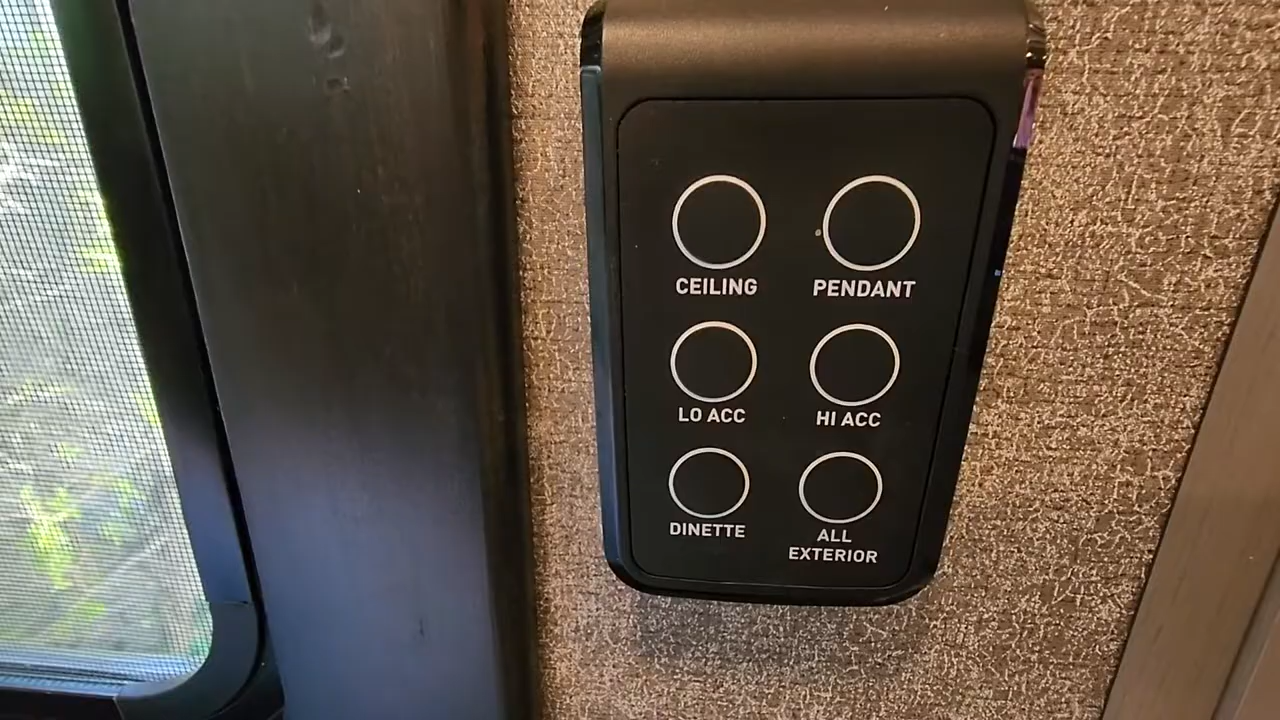 CEILING
PENDANT
LO ACC
HI ACC
DINETTE
ALL
EXTERIOR